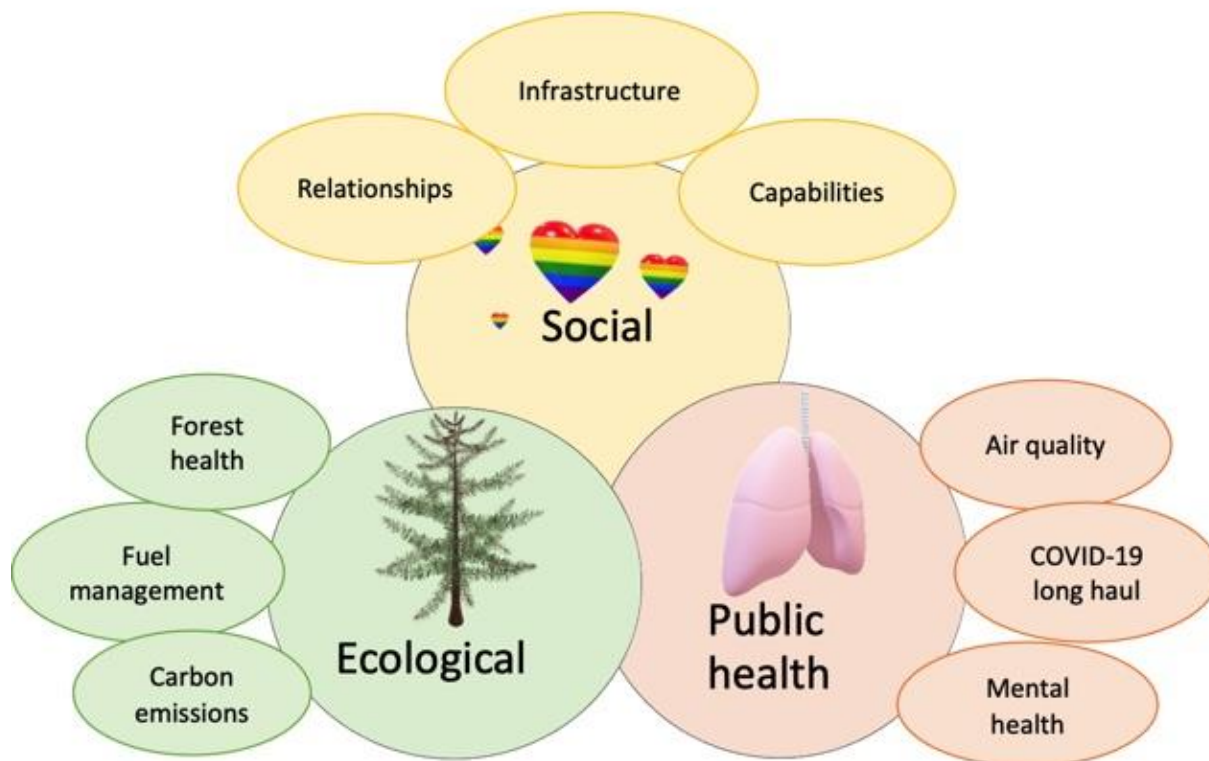 Infrastructure
Relationships
Capabilities
Social
Forest
health
Fuel
management
Carbon
emissions
Ecological
Public
health
Air quality
COVID-19
long haul
Mental
health